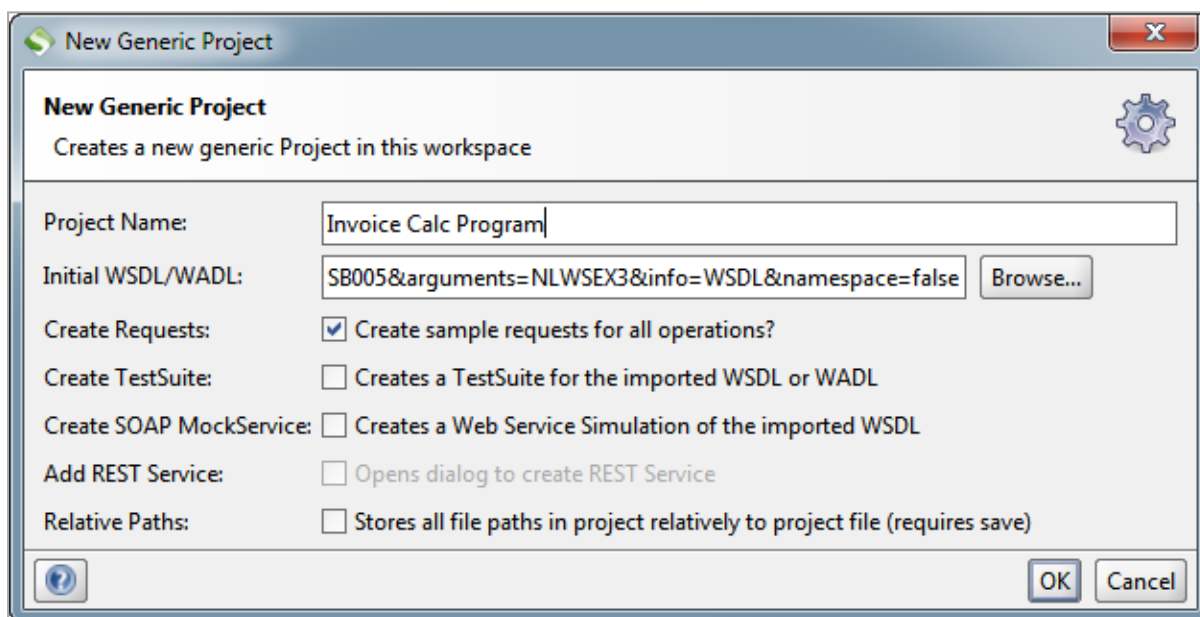 New Generic Project
New Generic Project
Creates a new generic Project in this workspace
Project Name: Invoice Calc Program
Initial WSDL/WADL: SB005&arguments=NLWSEX3&info=WSDL&namespace=false Browse...
Create Requests: Create sample requests for all operations?
Create TestSuite: Creates a TestSuite for the imported WSDL or WADL
Create SOAP MockService: Creates a Web Service Simulation of the imported WSDL
Add REST Service: Opens dialog to create REST Service
Relative Paths: Stores all file paths in project relatively to project file (requires save)
? OK Cancel